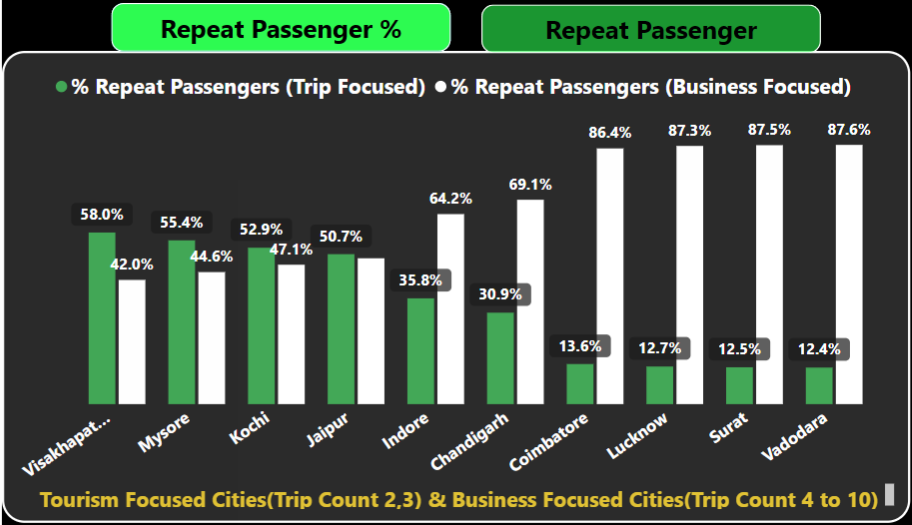 Repeat Passenger % Repeat Passenger
% Repeat Passengers (Trip Focused) % Repeat Passengers (Business Focused)
86.4% 87.3% 87.5% 87.6%
64.2% 69.1%
58.0% 55.4% 52.9% 50.7%
42.0% 44.6% 47.1%
35.8% 30.9%
13.6% 12.7% 12.5% 12.4%
Visakhapat... Mysore Kochi Jaipur Indore Chandigarh Coimbatore Lucknow Surat Vadodara
Tourism Focused Cities(Trip Count 2,3) & Business Focused Cities(Trip Count 4 to 10)